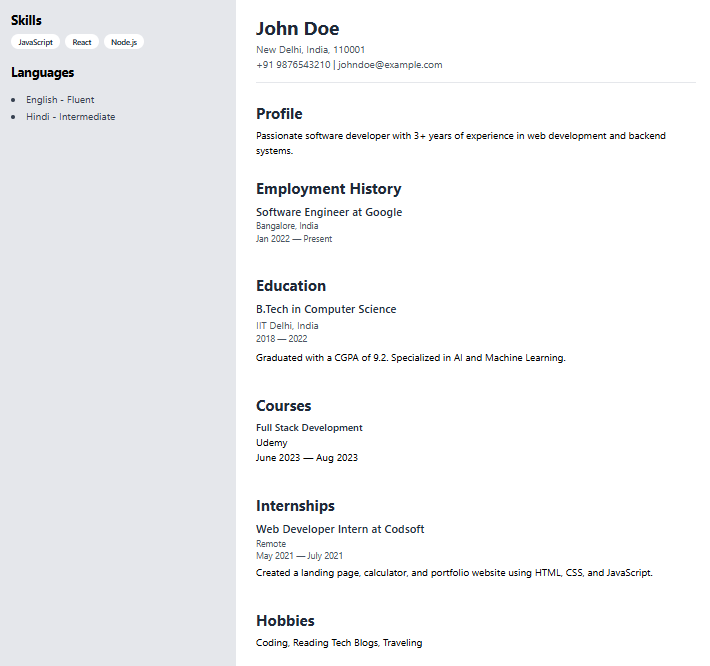 Skills
JavaScript React Node.js
Languages
English - Fluent
Hindi - Intermediate
John Doe
New Delhi, India, 110001
+91 9876543210 | johndoe@example.com
Profile
Passionate software developer with 3+ years of experience in web development and backend
systems.
Employment History
Software Engineer at Google
Bangalore, India
Jan 2022 — Present
Education
B.Tech in Computer Science
IIT Delhi, India
2018 — 2022
Graduated with a CGPA of 9.2. Specialized in AI and Machine Learning.
Courses
Full Stack Development
Udemy
June 2023 — Aug 2023
Internships
Web Developer Intern at Codsoft
Remote
May 2021 — July 2021
Created a landing page, calculator, and portfolio website using HTML, CSS, and JavaScript.
Hobbies
Coding, Reading Tech Blogs, Traveling